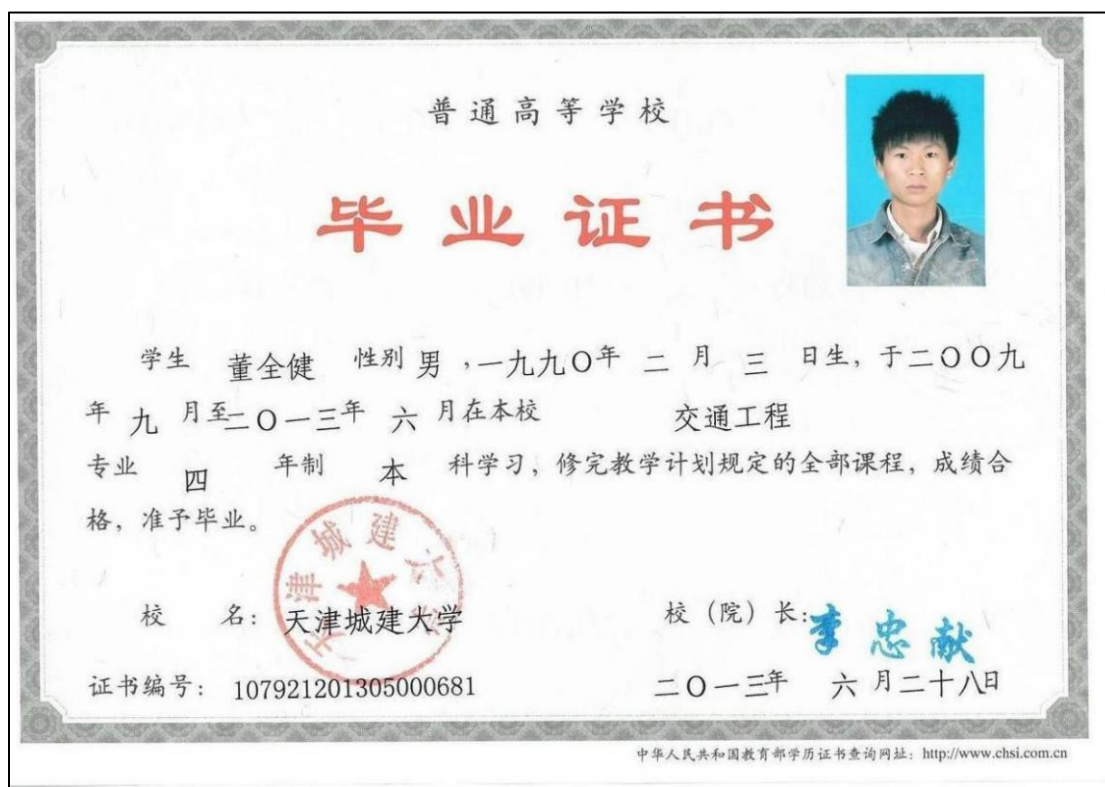 普通高等学校
毕业证书
学生 董全健 性别 男 ,一九九〇年 二 月 三 日生, 于二〇〇九
年 九 月至二〇一三年 六 月在本校 交通工程
专业 四 年制 本 科学习, 修完教学计划规定的全部课程, 成绩合
格, 准予毕业。
天津城建大学
校 名: 天津城建大学 校（院）长: 李忠献
证书编号: 107921201305000681 二〇一三年 六 月二十八日
中华人民共和国教育部学历证书查询网址: http://www.chsi.com.cn